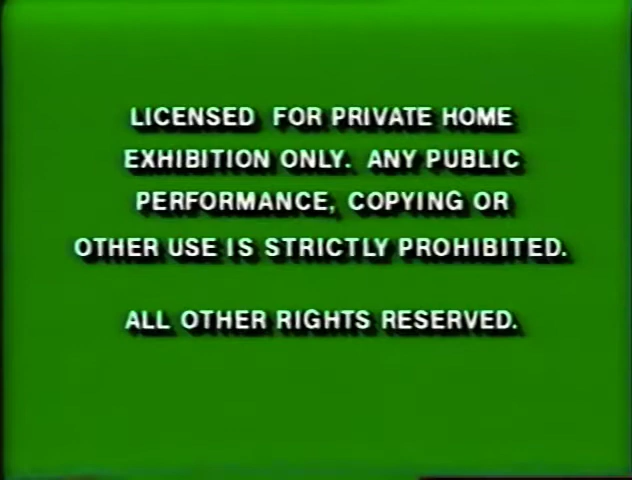 LICENSED FOR PRIVATE HOME
EXHIBITION ONLY. ANY PUBLIC
PERFORMANCE, COPYING OR
OTHER USE IS STRICTLY PROHIBITED.
ALL OTHER RIGHTS RESERVED.